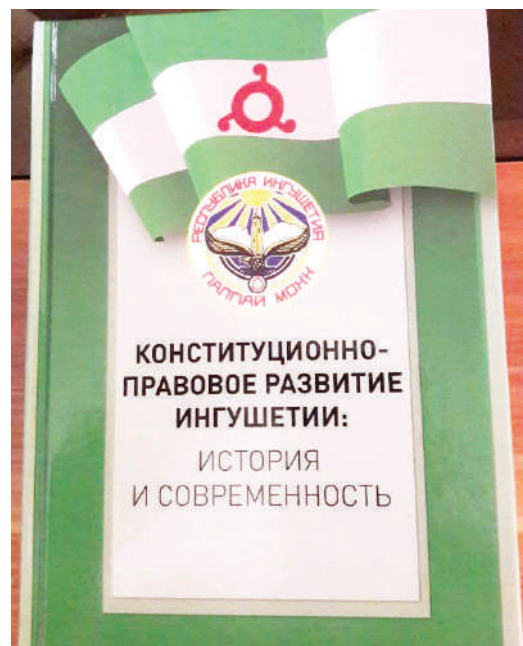 РЕСПУБЛИКА ИНГУШЕТИЯ
ГIАЛГIАЙ МОХК
КОНСТИТУЦИОННО-
ПРАВОВОЕ РАЗВИТИЕ
ИНГУШЕТИИ:
ИСТОРИЯ
И СОВРЕМЕННОСТЬ